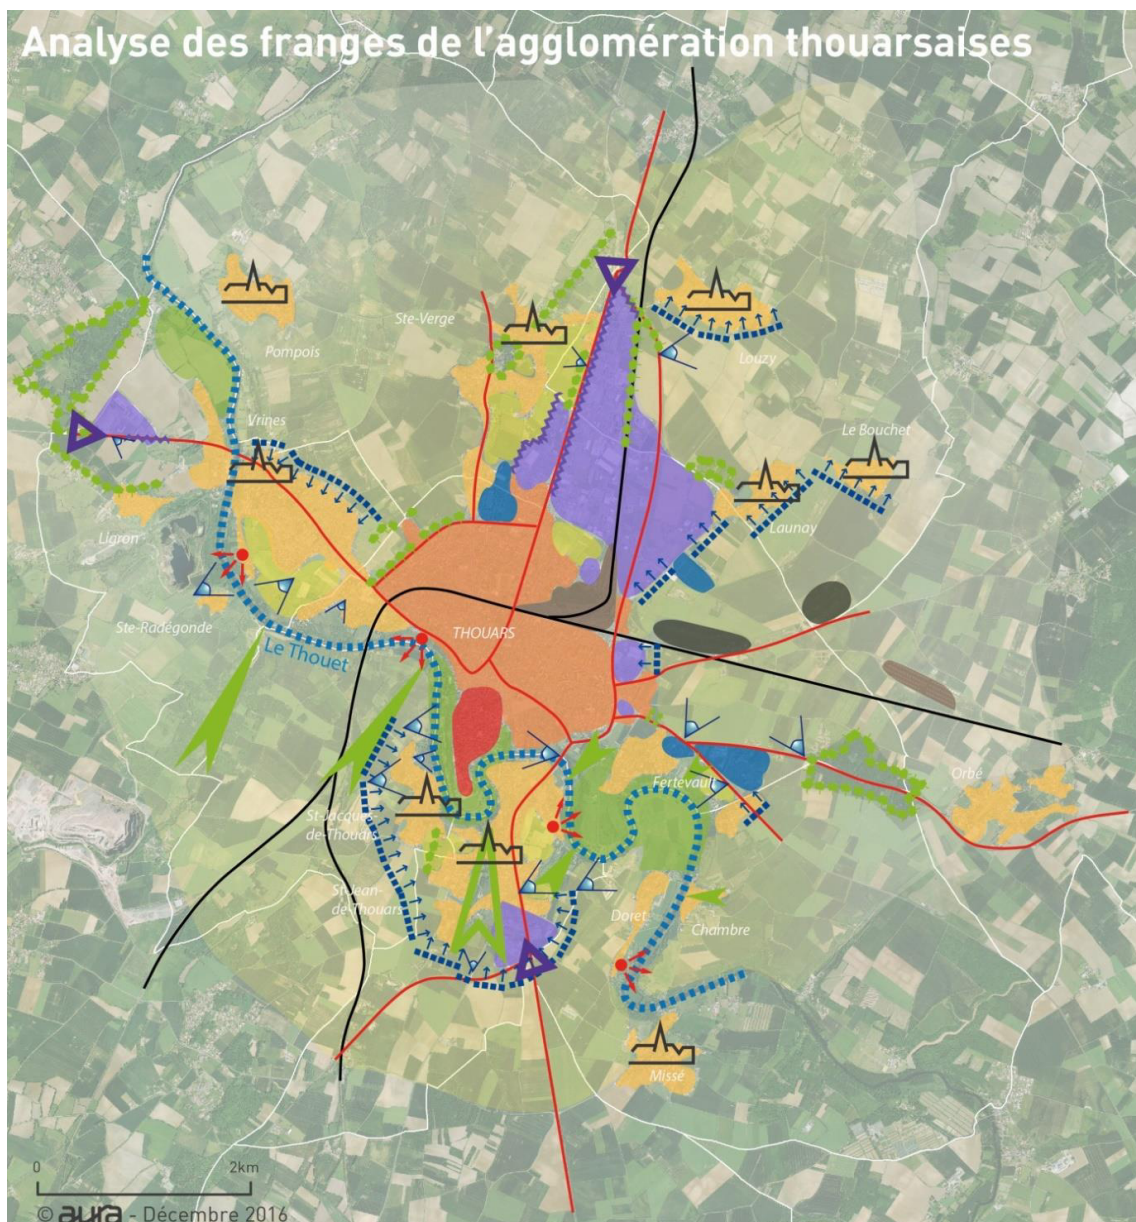 Analyse des franges de l'agglomération thouarsaises
Ste-Verge
Pompois
Louzy
Vrines
Le Bouchet
Launay
Ligron
Ste-Radégonde
THOUARS
Le Thouet
Fertevault
Orbé
St-Jacques-
de-Thouars
St-Jean-
de-Thouars
Doret
Chambre
Missé
0 2km
© aura - Décembre 2016